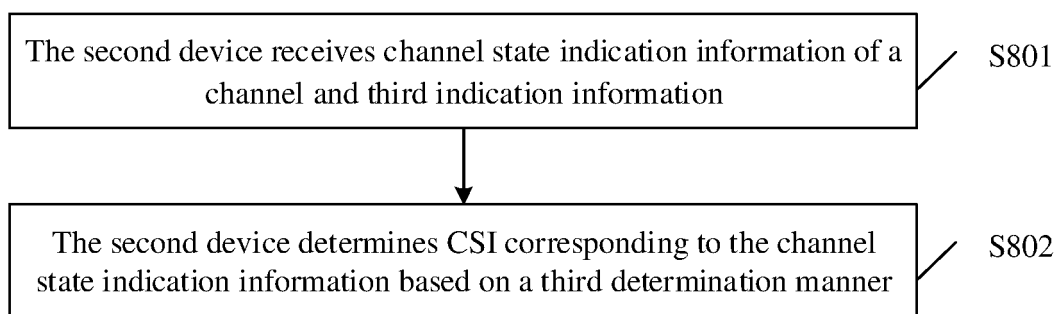 The second device receives channel state indication information of a
channel and third indication information
S801
The second device determines CSI corresponding to the channel
state indication information based on a third determination manner
S802